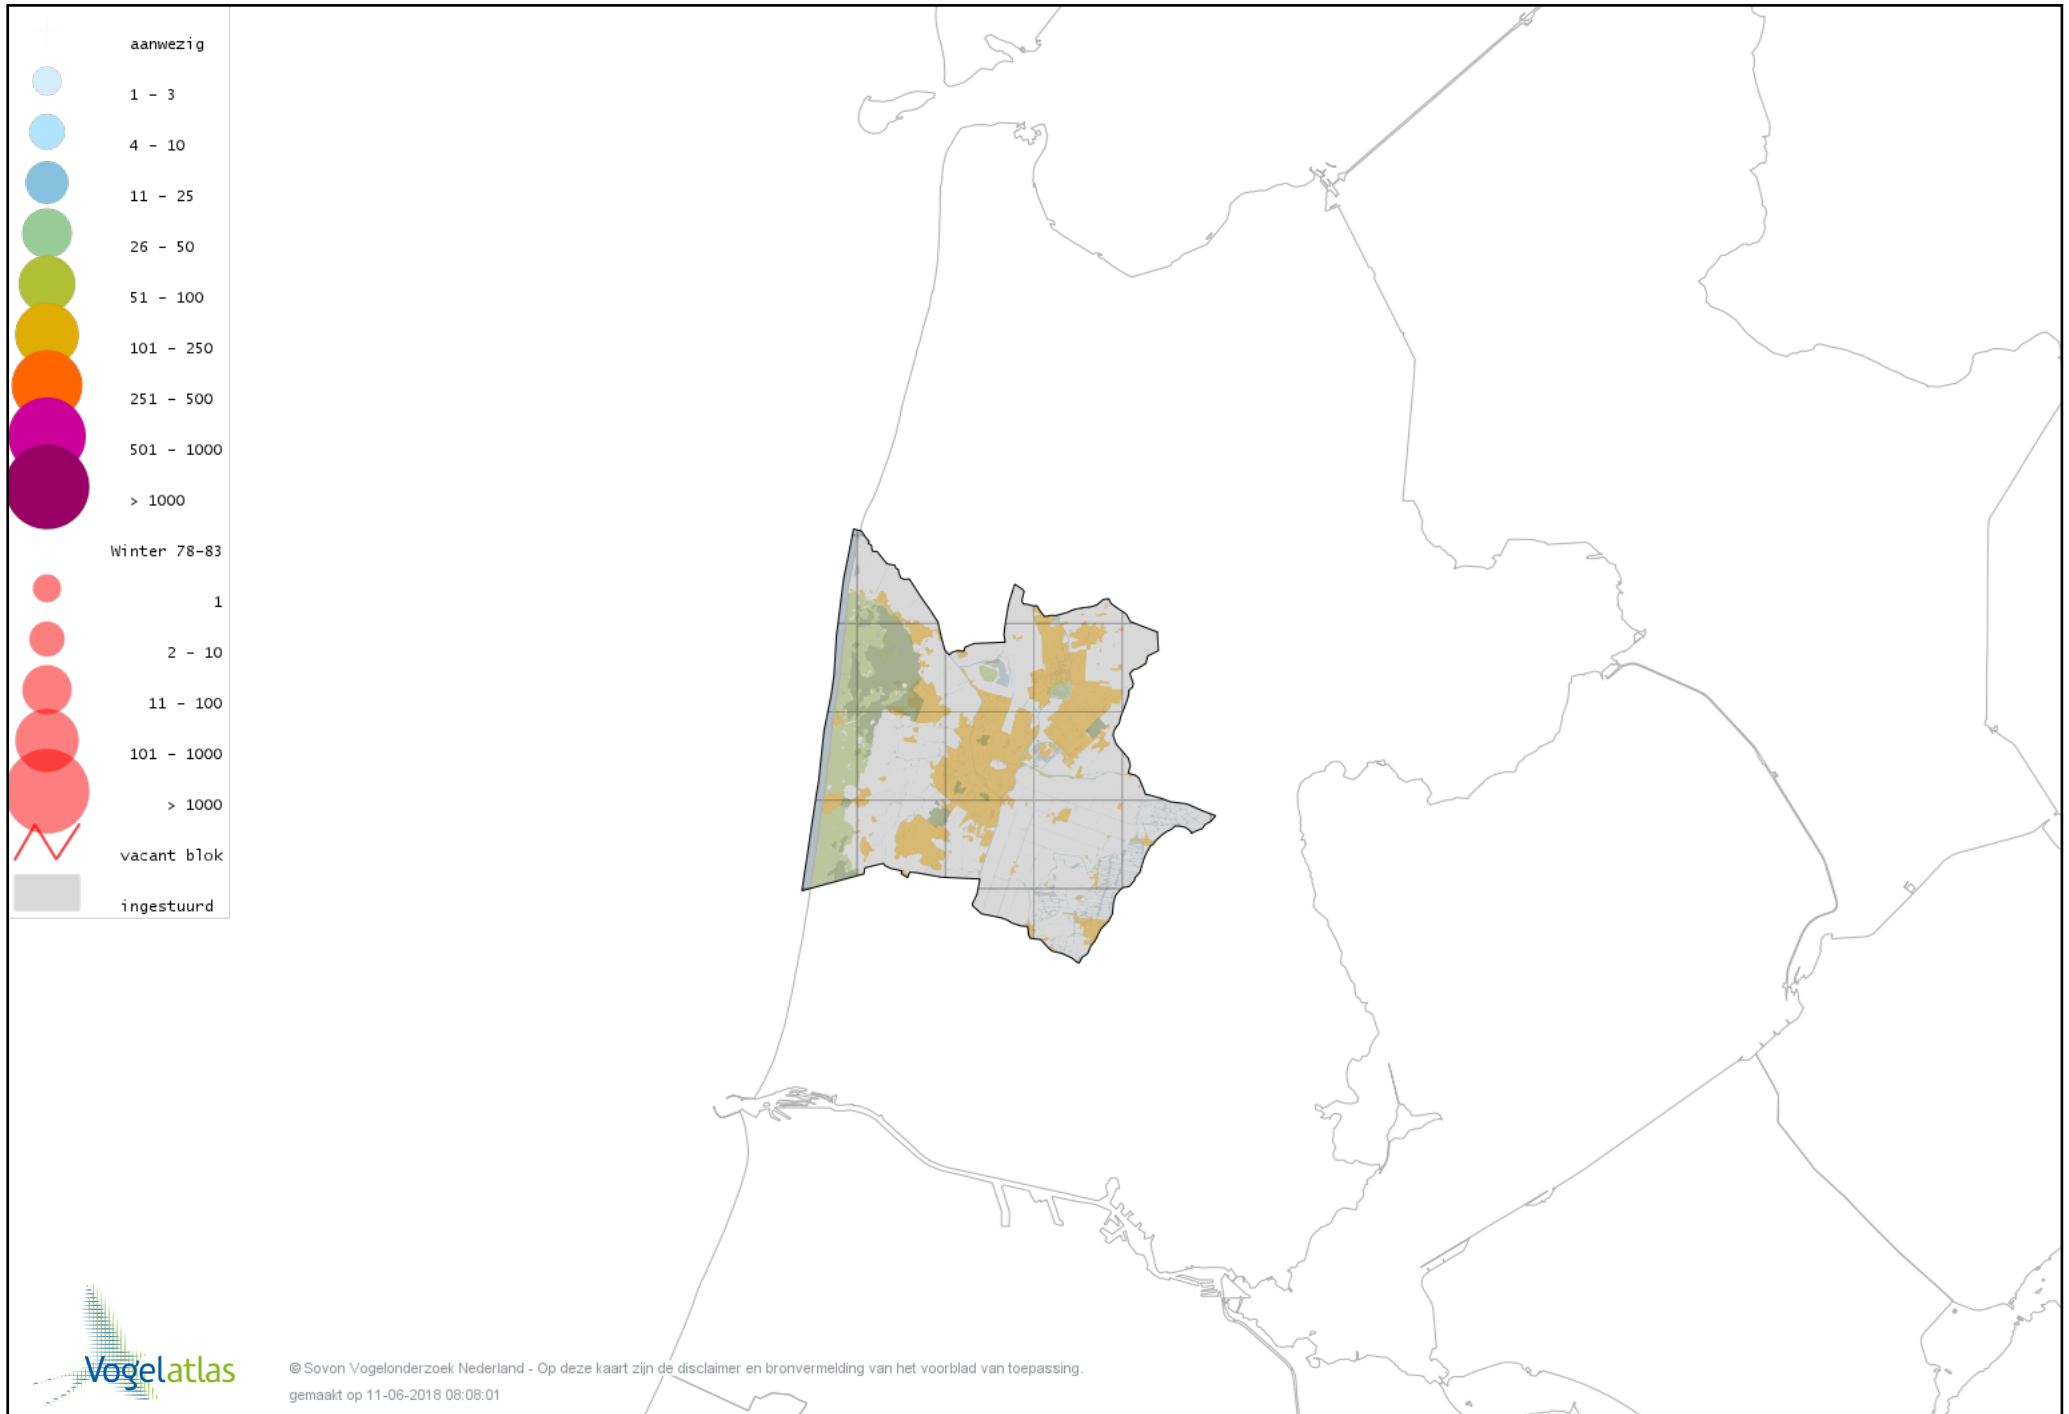 aanwezig
1 - 3
4 - 10
11 - 25
26 - 50
51 - 100
101 - 250
251 - 500
501 - 1000
> 1000
Winter 78-83
1
2 - 10
11 - 100
101 - 1000
> 1000
vacant blok
ingestuurd
Vogelatlas
© Sovon Vogelonderzoek Nederland - Op deze kaart zijn de disclaimer en bronvermelding van het voorblad van toepassing.
gemaakt op 11-06-2018 08:08:01